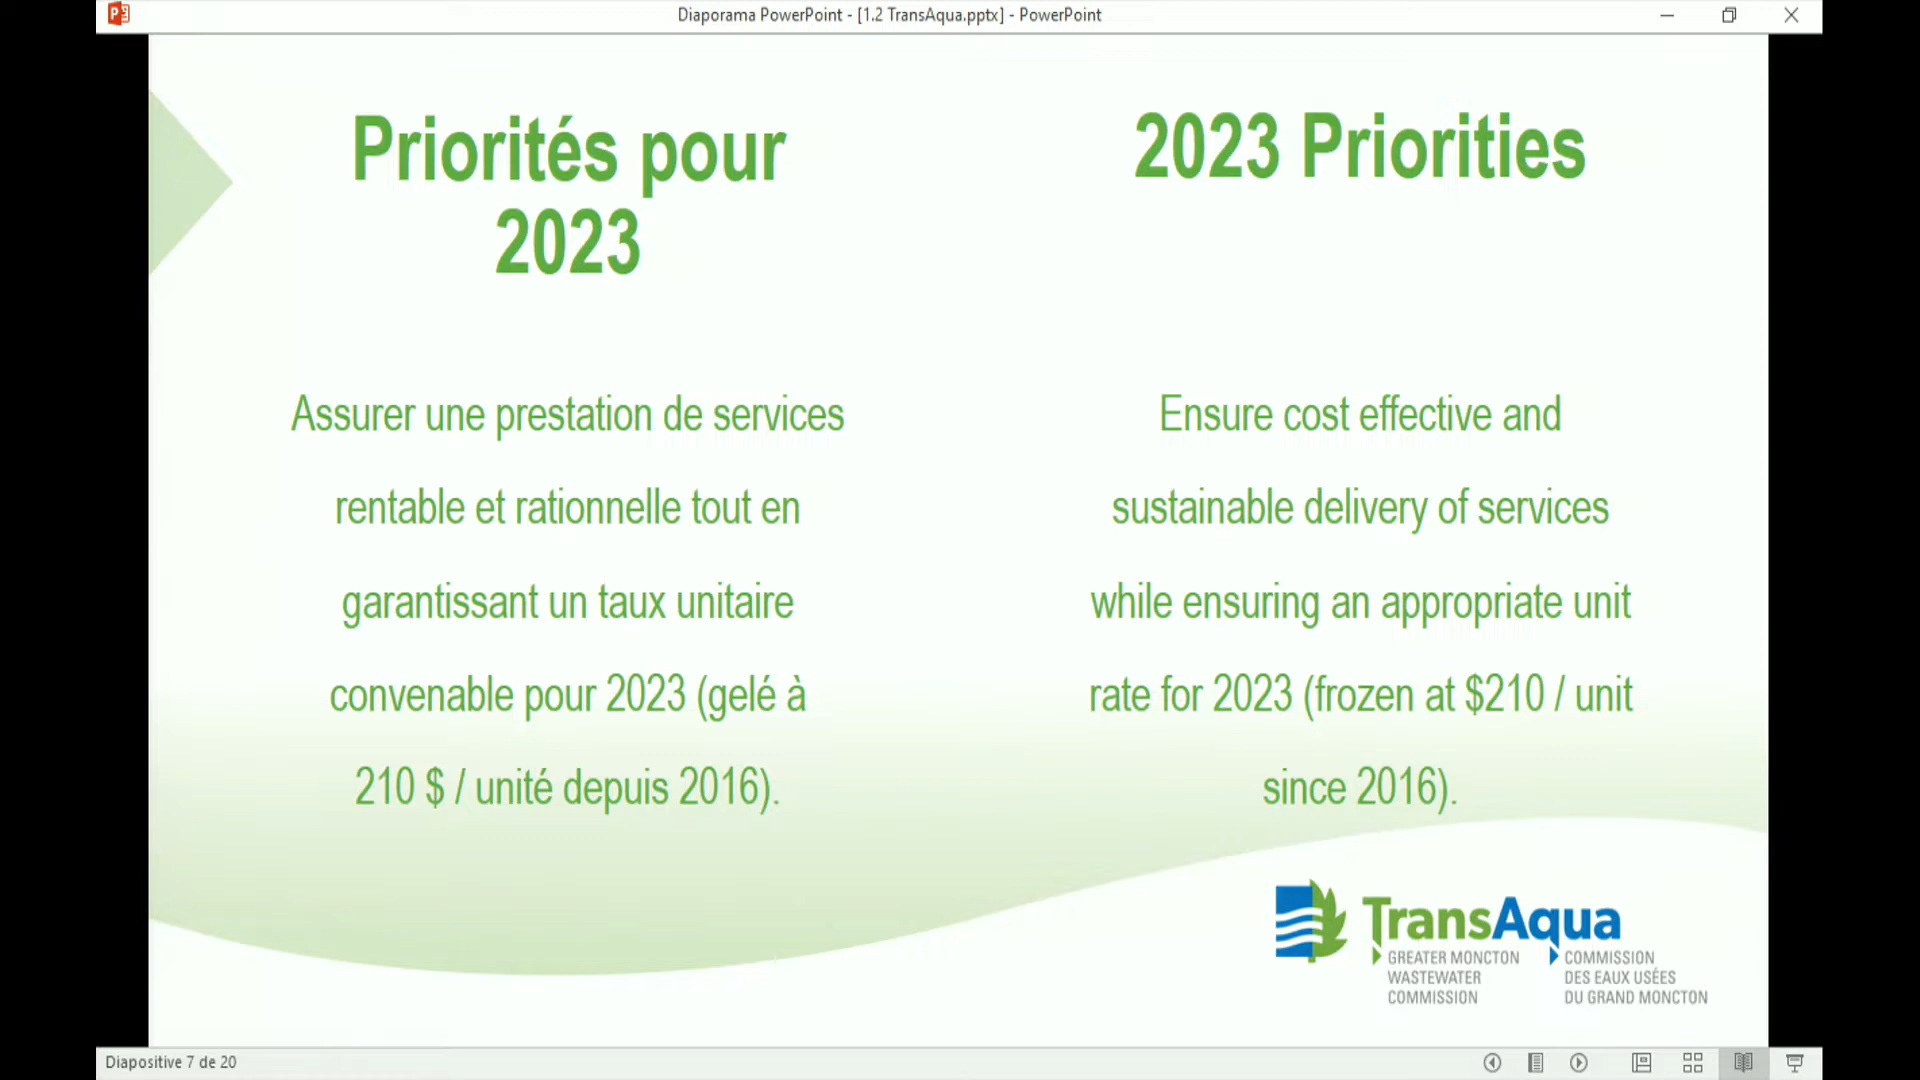 Diaporama PowerPoint - [1.2 TransAqua.pptx] - PowerPoint
Priorités pour
2023
Assurer une prestation de services
rentable et rationnelle tout en
garantissant un taux unitaire
convenable pour 2023 (gelé à
210 $ / unité depuis 2016).
2023 Priorities
Ensure cost effective and
sustainable delivery of services
while ensuring an appropriate unit
rate for 2023 (frozen at $210 / unit
since 2016).
TransAqua
GREATER MONCTON
WASTEWATER
COMMISSION
COMMISSION
DES EAUX USÉES
DU GRAND MONCTON
Diapositive 7 de 20